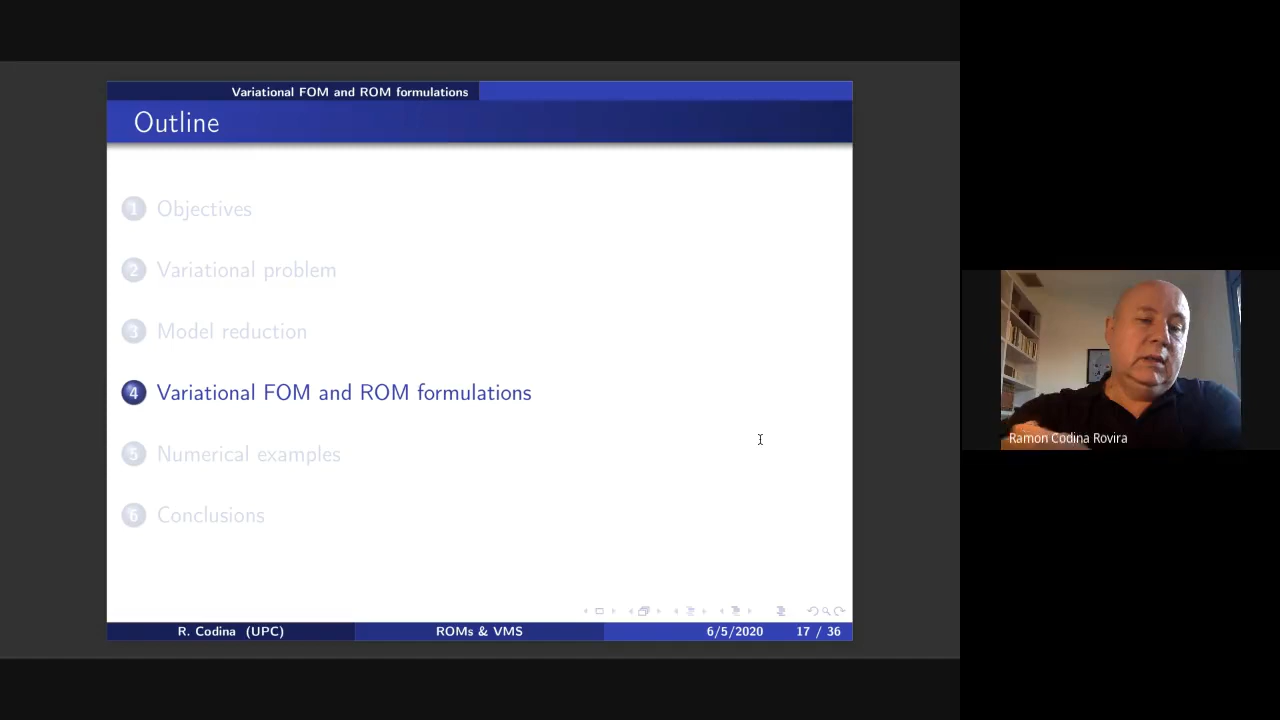 Variational FOM and ROM formulations
Outline
1 Objectives
2 Variational problem
3 Model reduction
4 Variational FOM and ROM formulations
5 Numerical examples
6 Conclusions
R. Codina (UPC) ROMs & VMS 6/5/2020 17 / 36
Ramon Codina Rovira